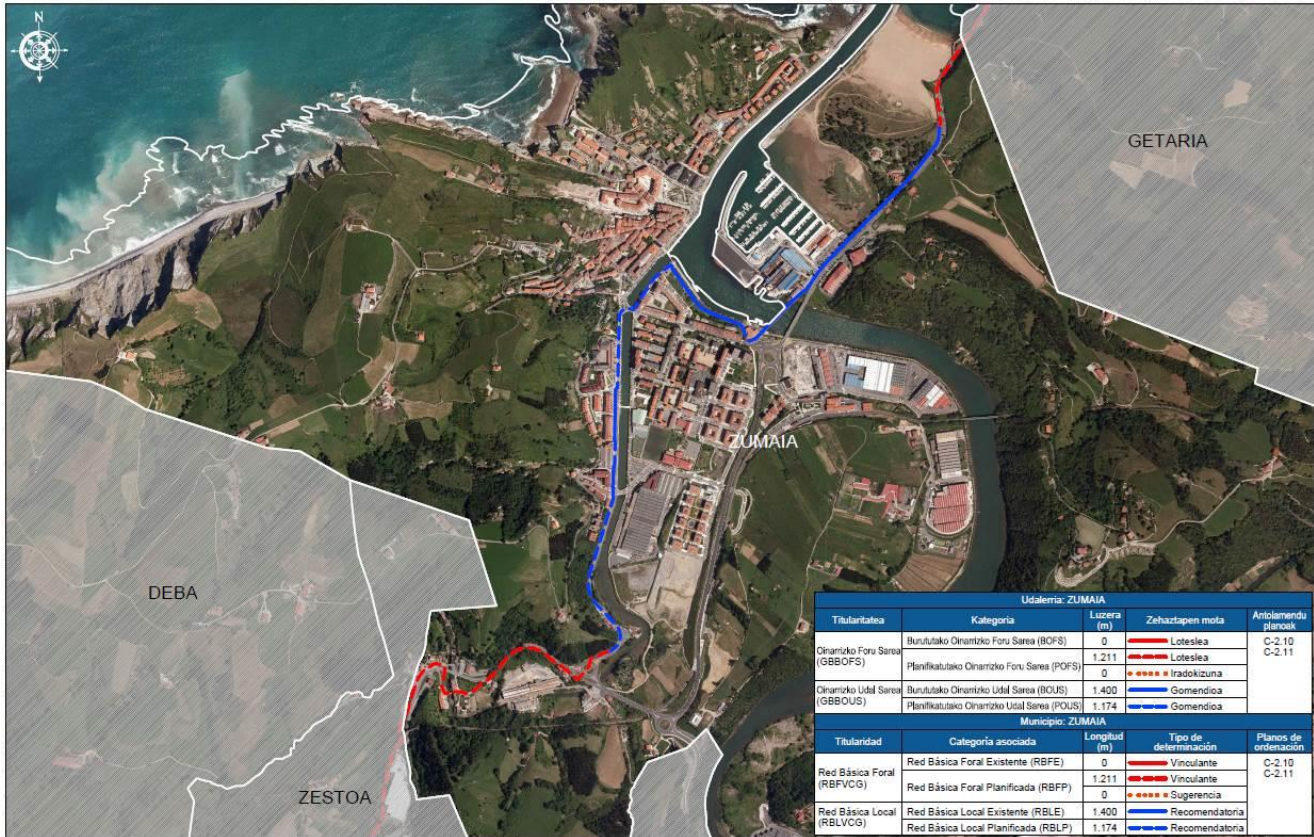 N
GETARIA
ZUMAIA
DEBA
ZESTOA
Udalerria: ZUMAIA
Titularitatea Kategoria Luzera (m) Zehaztapen mota Antolamendu planoak
Oinarrizko Foru Sarea (GBBOFS) Burututako Oinarrizko Foru Sarea (BOFS) 0 Loteslea C-2.10
C-2.11
Planifikatutako Oinarrizko Foru Sarea (POFS) 1.211 Loteslea
0 Iradokizuna
Oinarrizko Udal Sarea (GBBOUS) Burututako Oinarrizko Udal Sarea (BOUS) 1.400 Gomendioa
Planifikatutako Oinarrizko Udal Sarea (POUS) 1.174 Gomendioa
Municipio: ZUMAIA
Titularidad Categoría asociada Longitud (m) Tipo de determinación Planos de ordenación
Red Básica Foral (RBFVCG) Red Básica Foral Existente (RBFE) 0 Vinculante C-2.10
C-2.11
Red Básica Foral Planificada (RBFP) 1.211 Vinculante
0 Sugerencia
Red Básica Local (RBLVCG) Red Básica Local Existente (RBLE) 1.400 Recomendatoria
Red Básica Local Planificada (RBLP) 1.174 Recomendatoria